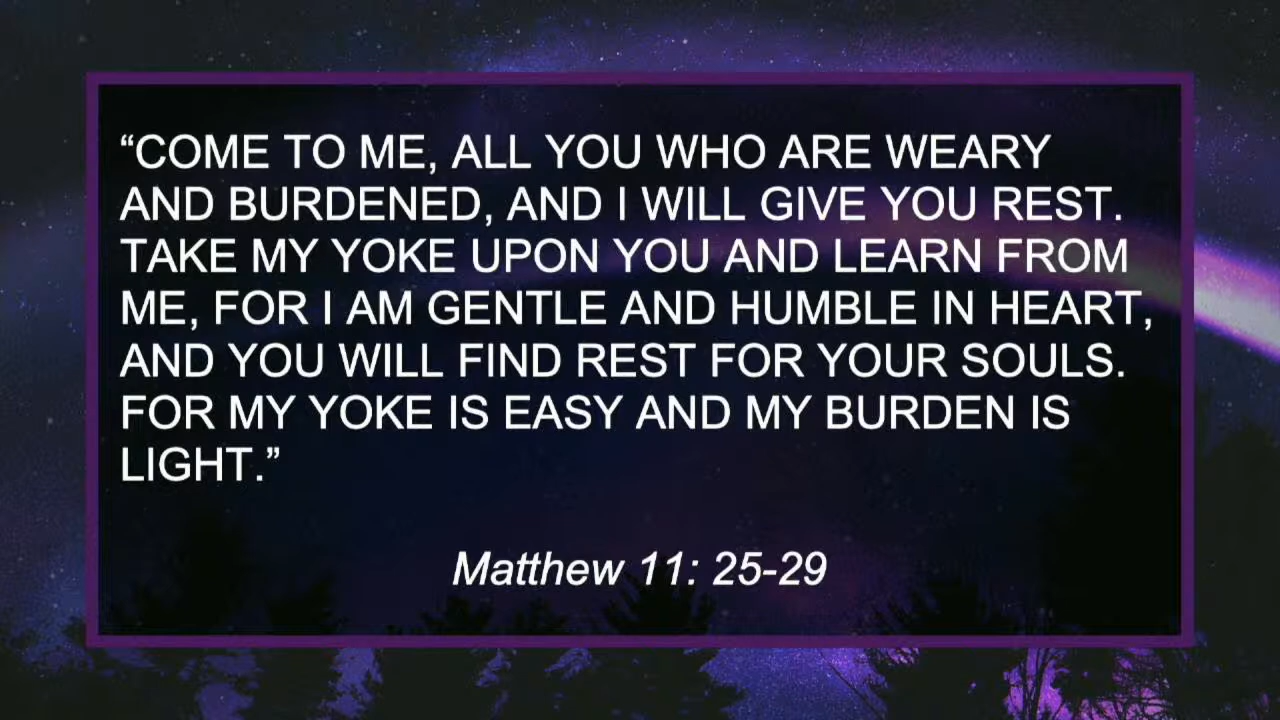 “COME TO ME, ALL YOU WHO ARE WEARY
AND BURDENED, AND I WILL GIVE YOU REST.
TAKE MY YOKE UPON YOU AND LEARN FROM
ME, FOR I AM GENTLE AND HUMBLE IN HEART,
AND YOU WILL FIND REST FOR YOUR SOULS.
FOR MY YOKE IS EASY AND MY BURDEN IS
LIGHT.”
Matthew 11: 25-29